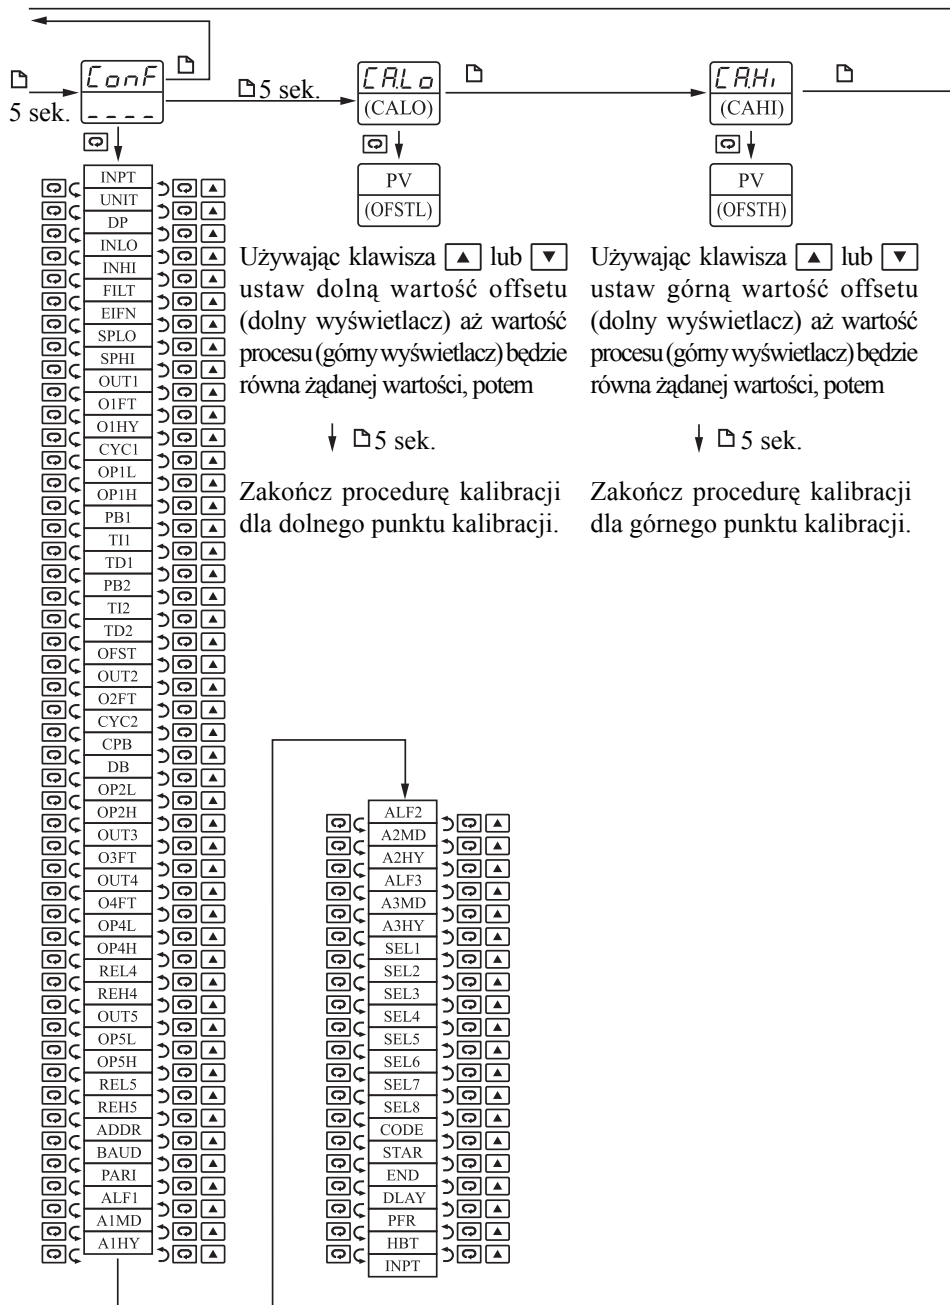 5 sek.
ConF
- - - -
5 sek.
CA.Lo
(CALO)
CA.Hi
(CAHI)
PV
(OFSTL)
PV
(OFSTH)
Używając klawisza ▲ lub ▼
ustaw dolną wartość offsetu
(dolny wyświetlacz) aż wartość
procesu (górny wyświetlacz) będzie
równa żądanej wartości, potem
5 sek.
Zakończ procedurę kalibracji
dla dolnego punktu kalibracji.
Używając klawisza ▲ lub ▼
ustaw górną wartość offsetu
(dolny wyświetlacz) aż wartość
procesu (górny wyświetlacz) będzie
równa żądanej wartości, potem
5 sek.
Zakończ procedurę kalibracji
dla górnego punktu kalibracji.
INPT
UNIT
DP
INLO
INHI
FILT
EIFN
SPLO
SPHI
OUT1
O1FT
O1HY
CYC1
OP1L
OP1H
PB1
TI1
TD1
PB2
TI2
TD2
OFST
OUT2
O2FT
CYC2
CPB
DB
OP2L
OP2H
OUT3
O3FT
OUT4
O4FT
OP4L
OP4H
REL4
REH4
OUT5
OP5L
OP5H
REL5
REH5
ADDR
BAUD
PARI
ALF1
A1MD
A1HY
ALF2
A2MD
A2HY
ALF3
A3MD
A3HY
SEL1
SEL2
SEL3
SEL4
SEL5
SEL6
SEL7
SEL8
CODE
STAR
END
DLAY
PFR
HBT
INPT